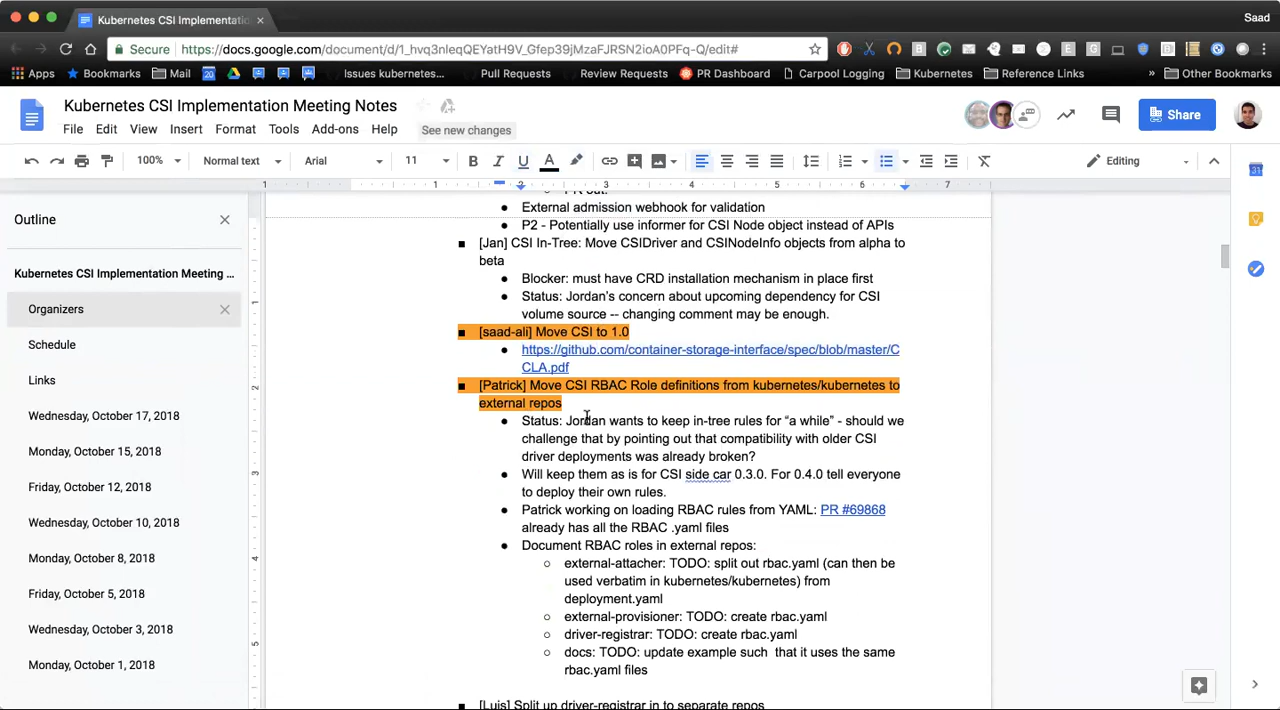 Kubernetes CSI Implementatio
Saad
Secure
https://docs.google.com/document/d/1_hvq3nleqQEYatH9V_Gfep39jMzaFJRSN2ioA0PFq-Q/edit#
Apps
Bookmarks
Mail
Issues kubernetes...
Pull Requests
Review Requests
PR Dashboard
Carpool Logging
Kubernetes
Reference Links
»
Other Bookmarks
Kubernetes CSI Implementation Meeting Notes
File Edit View Insert Format Tools Add-ons Help
See new changes
Share
100%
Normal text
Arial
11
Editing
Outline
Kubernetes CSI Implementation Meeting ...
Organizers
Schedule
Links
Wednesday, October 17, 2018
Monday, October 15, 2018
Friday, October 12, 2018
Wednesday, October 10, 2018
Monday, October 8, 2018
Friday, October 5, 2018
Wednesday, October 3, 2018
Monday, October 1, 2018
PR out.
External admission webhook for validation
P2 - Potentially use informer for CSI Node object instead of APIs
[Jan] CSI In-Tree: Move CSIDriver and CSINodeInfo objects from alpha to
beta
Blocker: must have CRD installation mechanism in place first
Status: Jordan's concern about upcoming dependency for CSI
volume source -- changing comment may be enough.
[saad-ali] Move CSI to 1.0
https://github.com/container-storage-interface/spec/blob/master/C
CLA.pdf
[Patrick] Move CSI RBAC Role definitions from kubernetes/kubernetes to
external repos
Status: Jordan wants to keep in-tree rules for “a while” - should we
challenge that by pointing out that compatibility with older CSI
driver deployments was already broken?
Will keep them as is for CSI side car 0.3.0. For 0.4.0 tell everyone
to deploy their own rules.
Patrick working on loading RBAC rules from YAML: PR #69868
already has all the RBAC .yaml files
Document RBAC roles in external repos:
external-attacher: TODO: split out rbac.yaml (can then be
used verbatim in kubernetes/kubernetes) from
deployment.yaml
external-provisioner: TODO: create rbac.yaml
driver-registrar: TODO: create rbac.yaml
docs: TODO: update example such that it uses the same
rbac.yaml files
[Luis] Split up driver-registrar in to separate repos